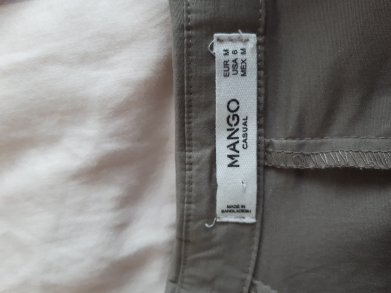 EUR M
USA 6
MEX M
MANGO
CASUAL
MADE IN
BANGLADESH